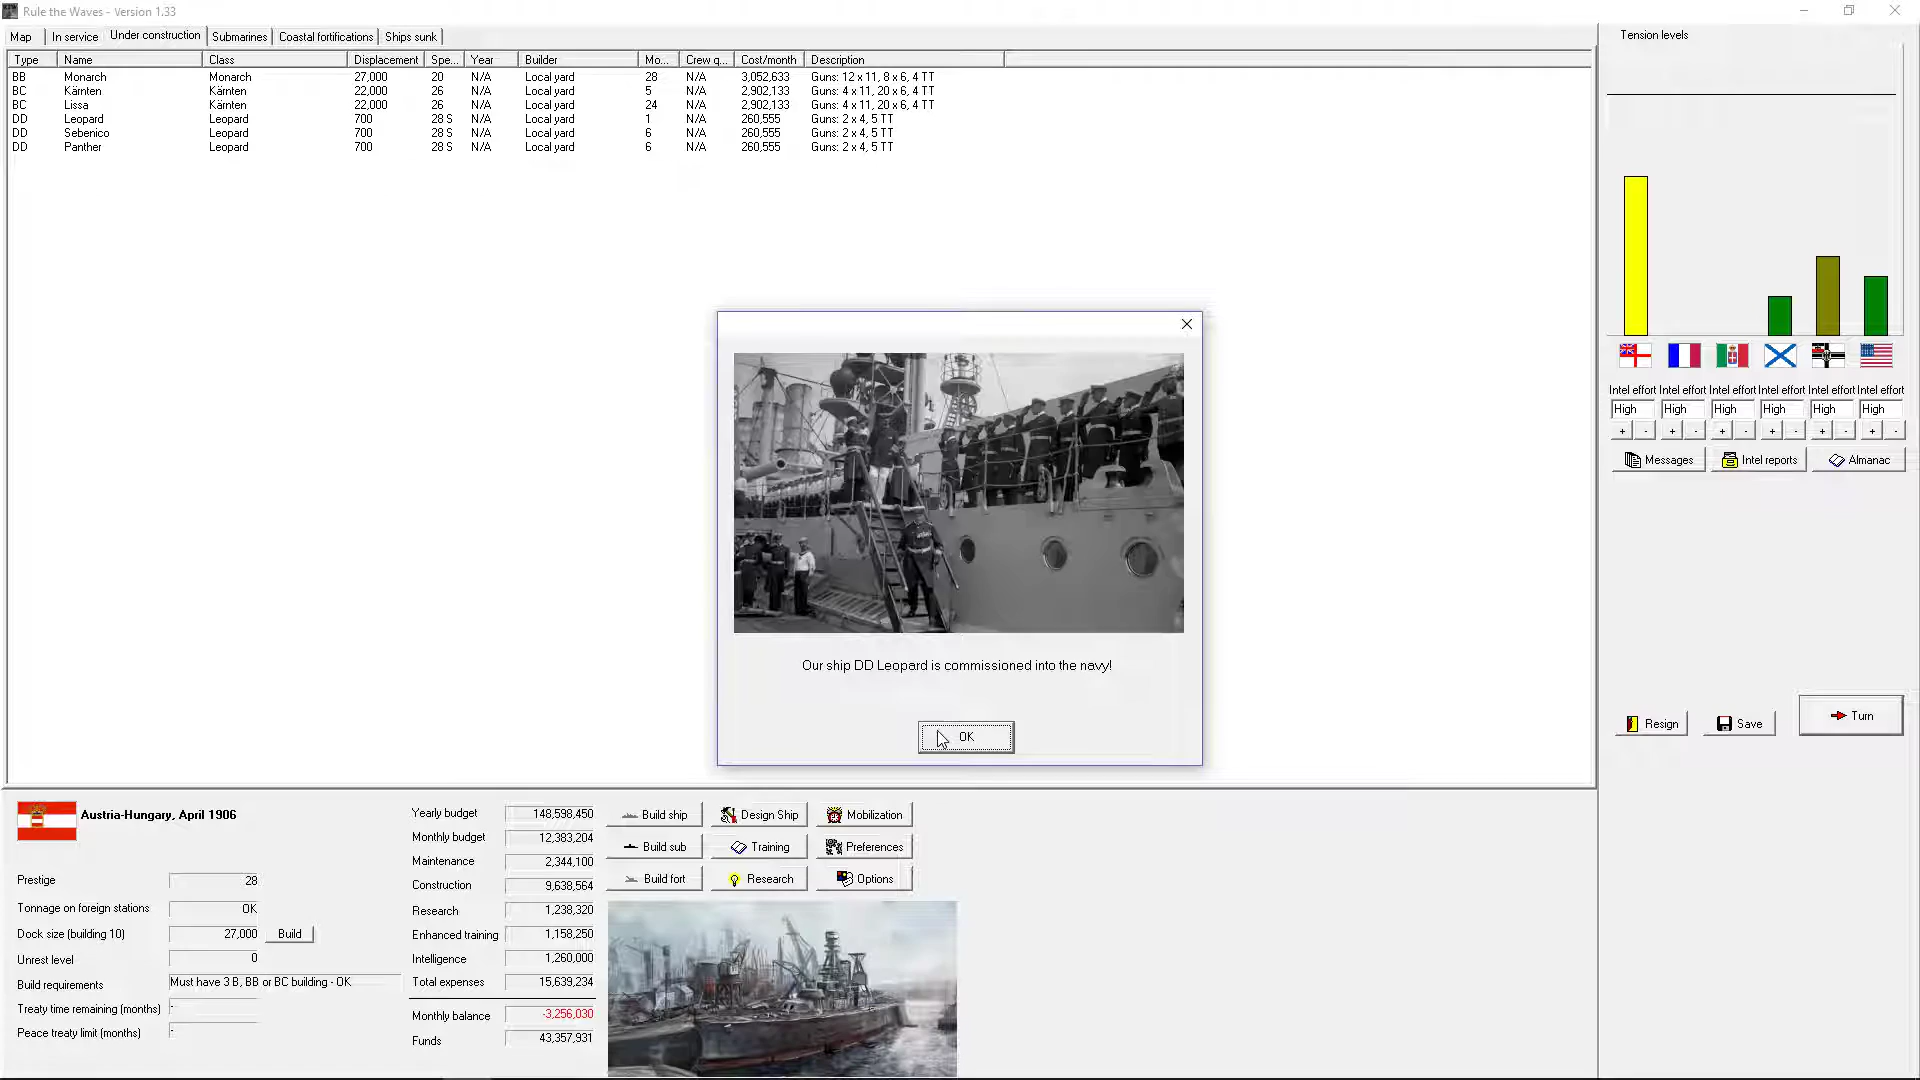 Rule the Waves - Version 1.33
Map In service Under construction Submarines Coastal fortifications Ships sunk
Type Name Class Displacement Spe... Year Builder Mo... Crew q... Cost/month Description
BB Monarch Monarch 27,000 20 N/A Local yard 28 N/A 3,052,633 Guns: 12 x 11, 8 x 6, 4 TT
BC Kärnten Kärnten 22,000 26 N/A Local yard 5 N/A 2,902,133 Guns: 4 x 11, 20 x 6, 4 TT
BC Lissa Kärnten 22,000 26 N/A Local yard 24 N/A 2,902,133 Guns: 4 x 11, 20 x 6, 4 TT
DD Leopard Leopard 700 28 S N/A Local yard 1 N/A 260,555 Guns: 2 x 4, 5 TT
DD Sebenico Leopard 700 28 S N/A Local yard 6 N/A 260,555 Guns: 2 x 4, 5 TT
DD Panther Leopard 700 28 S N/A Local yard 6 N/A 260,555 Guns: 2 x 4, 5 TT
Our ship DD Leopard is commissioned into the navy!
OK
Tension levels
Intel effort Intel effort Intel effort Intel effort Intel effort Intel effort
High High High High High High
+ - + - + - + - + - + -
Messages Intel reports Almanac
Resign Save Turn
Austria-Hungary, April 1906
Prestige 28
Tonnage on foreign stations OK
Dock size (building 10) 27,000 Build
Unrest level 0
Build requirements Must have 3 B, BB or BC building - OK
Treaty time remaining (months) -
Peace treaty limit (months) -
Yearly budget 148,598,450
Monthly budget 12,383,204
Maintenance 2,344,100
Construction 9,638,564
Research 1,238,320
Enhanced training 1,158,250
Intelligence 1,260,000
Total expenses 15,639,234
Monthly balance -3,256,030
Funds 43,357,931
Build ship Design Ship Mobilization
Build sub Training Preferences
Build fort Research Options